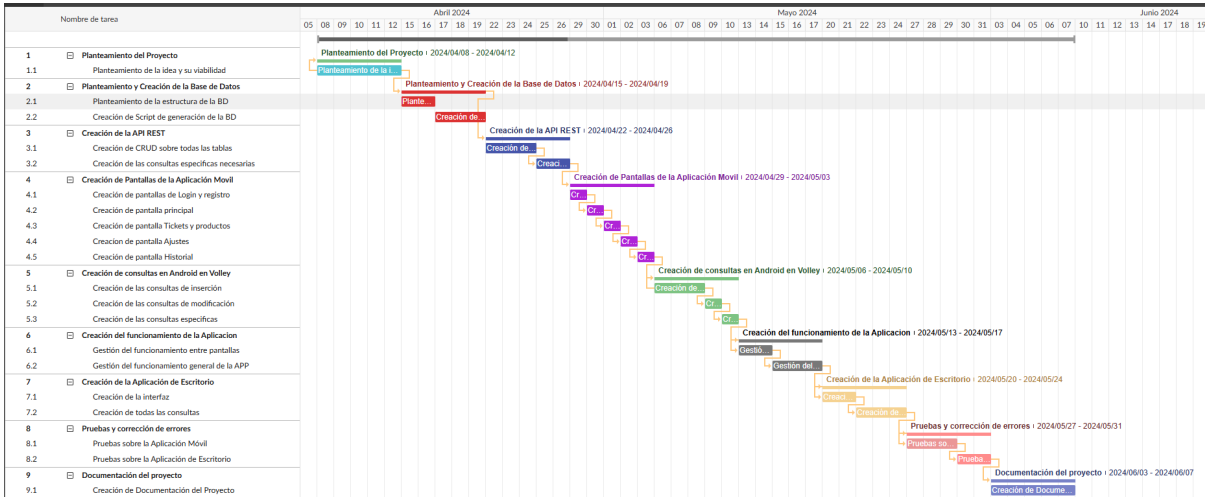 Nombre de tarea
Abril 2024 Mayo 2024 Junio 2024
05 08 09 10 11 12 15 16 17 18 19 22 23 24 25 26 29 30 01 02 03 06 07 08 09 10 13 14 15 16 17 20 21 22 23 24 27 28 29 30 31 03 04 05 06 07 10 11 12 13 14 17 18 19
1 Planteamiento del Proyecto Planteamiento del Proyecto 2024/04/08 - 2024/04/12
1.1 Planteamiento de la idea y su viabilidad Planteamiento de la i...
2 Planteamiento y Creación de la Base de Datos Planteamiento y Creación de la Base de Datos 2024/04/15 - 2024/04/19
2.1 Planteamiento de la estructura de la BD Plante...
2.2 Creación de Script de generación de la BD Creación de...
3 Creación de la API REST Creación de la API REST 2024/04/22 - 2024/04/26
3.1 Creación de CRUD sobre todas las tablas Creación de...
3.2 Creación de las consultas especificas necesarias Creaci...
4 Creación de Pantallas de la Aplicación Movil Creación de Pantallas de la Aplicación Movil 2024/04/29 - 2024/05/03
4.1 Creación de pantallas de Login y registro Cr...
4.2 Creación de pantalla principal Cr...
4.3 Creación de pantalla Tickets y productos Cr...
4.4 Creacion de pantalla Ajustes Cr...
4.5 Creación de pantalla Historial Cr...
5 Creación de consultas en Android en Volley Creación de consultas en Android en Volley 2024/05/06 - 2024/05/10
5.1 Creación de las consultas de inserción Creación de...
5.2 Creación de las consultas de modificación Cr...
5.3 Creación de las consultas especificas Cr...
6 Creación del funcionamiento de la Aplicacion Creación del funcionamiento de la Aplicacion 2024/05/13 - 2024/05/17
6.1 Gestión del funcionamiento entre pantallas Gestió...
6.2 Gestión del funcionamiento general de la APP Gestión del...
7 Creación de la Aplicación de Escritorio Creación de la Aplicación de Escritorio 2024/05/20 - 2024/05/24
7.1 Creación de la interfaz Creaci...
7.2 Creación de todas las consultas Creación de...
8 Pruebas y corrección de errores Pruebas y corrección de errores 2024/05/27 - 2024/05/31
8.1 Pruebas sobre la Aplicación Móvil Pruebas so...
8.2 Pruebas sobre la Aplicación de Escritorio Prueba...
9 Documentación del proyecto Documentación del proyecto 2024/06/03 - 2024/06/07
9.1 Creación de Documentación del Proyecto Creación de Docume...